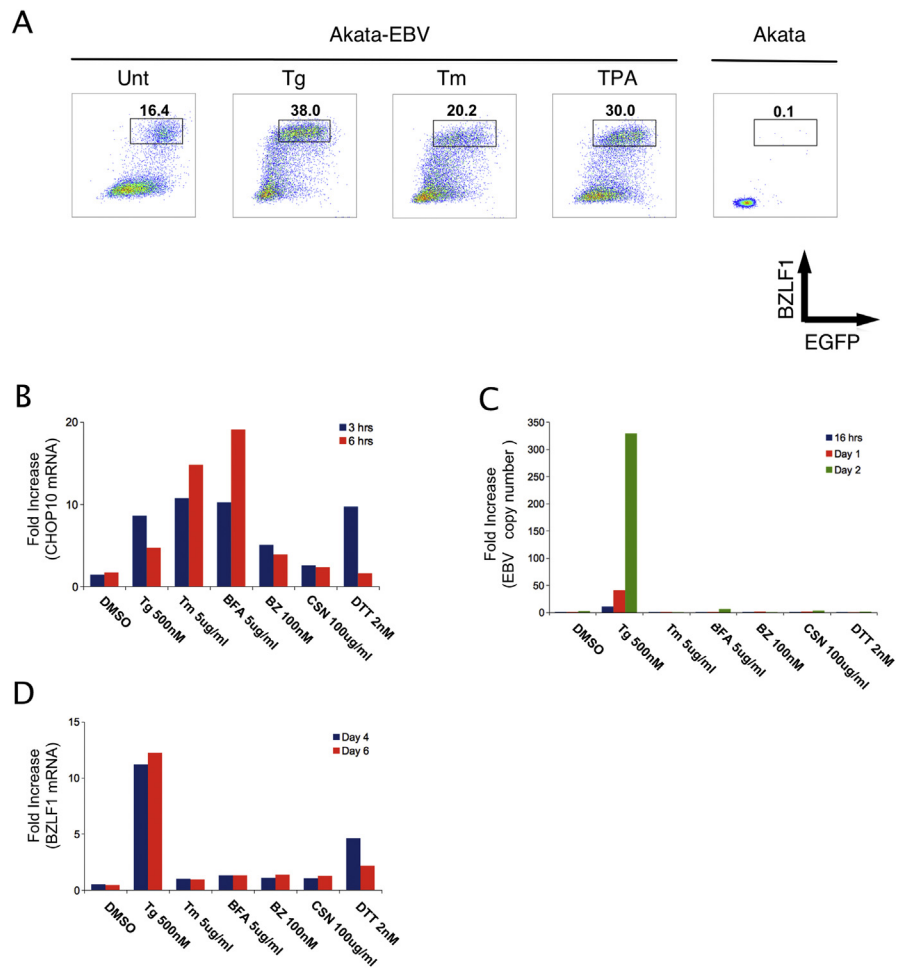 A
Akata-EBV
Akata
Unt
Tg
Tm
TPA
16.4
38.0
20.2
30.0
0.1
BZLF1
EGFP
B
Fold Increase
(CHOP10 mRNA)
20
10
0
3 hrs
6 hrs
DMSO
Tg 500nM
Tm 5ug/ml
BFA 5ug/ml
BZ 100nM
CSN 100ug/ml
DTT 2nM
C
Fold Increase
(EBV copy number )
350
300
250
200
150
100
50
0
16 hrs
Day 1
Day 2
DMSO
Tg 500nM
Tm 5ug/ml
BFA 5ug/ml
BZ 100nM
CSN 100ug/ml
DTT 2nM
D
Fold Increase
(BZLF1 mRNA)
15
10
5
0
Day 4
Day 6
DMSO
Tg 500nM
Tm 5ug/ml
BFA 5ug/ml
BZ 100nM
CSN 100ug/ml
DTT 2nM